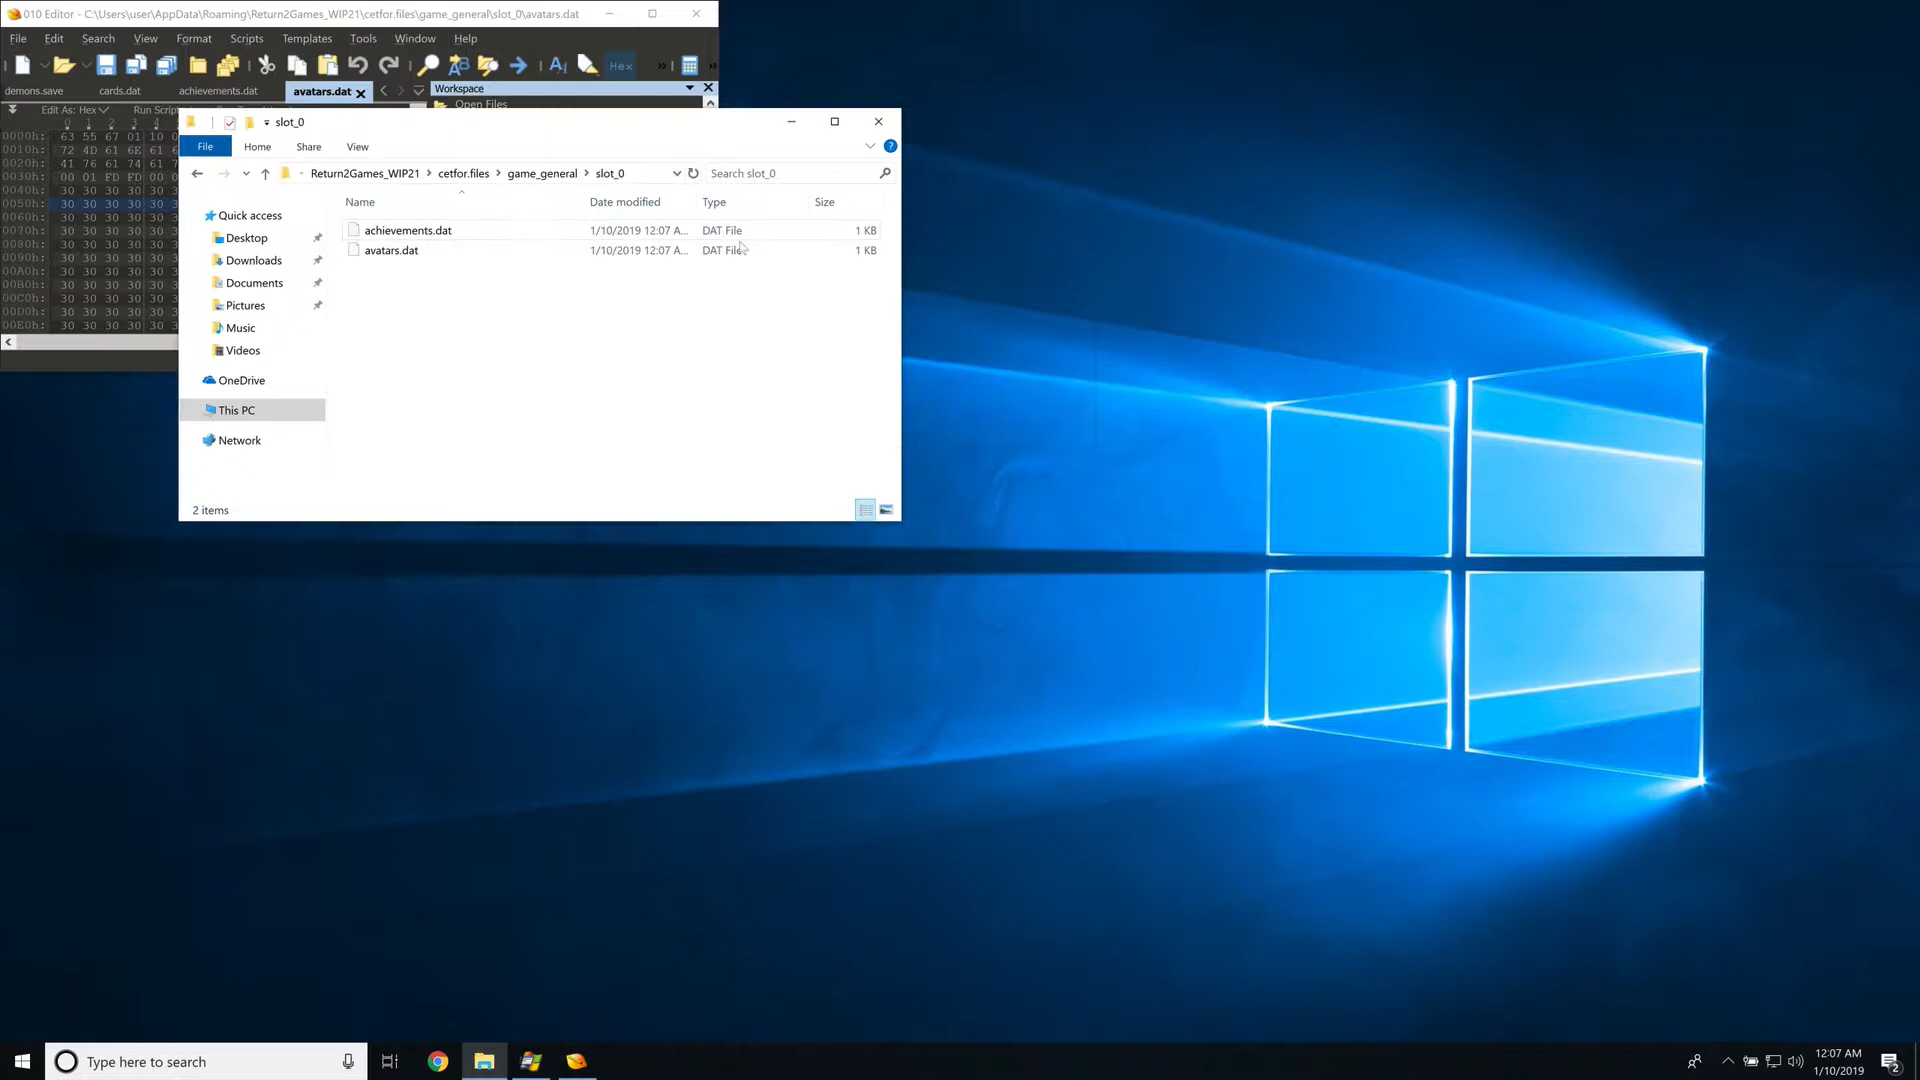 010 Editor - C:\Users\user\AppData\Roaming\Return2Games_WIP21\cetfor.files\game_general\slot_0\avatars.dat
File Edit Search View Format Scripts Templates Tools Window Help
Hex
demons.save cards.dat achievements.dat avatars.dat Workspace
Edit As: Hex Run Script Open Files
0 1 2 3 4
0000h: 63 55 67 01 10
0010h: 72 4D 61 6E 61
0020h: 41 76 61 74 61
0030h: 00 01 FD FD 00
0040h: 30 30 30 30 30
0050h: 30 30 30 30 30
0060h: 30 30 30 30 30
0070h: 30 30 30 30 30
0080h: 30 30 30 30 30
0090h: 30 30 30 30 30
00A0h: 30 30 30 30 30
00B0h: 30 30 30 30 30
00C0h: 30 30 30 30 30
00D0h: 30 30 30 30 30
00E0h: 30 30 30 30 30
slot_0
File Home Share View
Return2Games_WIP21 cetfor.files game_general slot_0 Search slot_0
Name Date modified Type Size
achievements.dat 1/10/2019 12:07 A... DAT File 1 KB
avatars.dat 1/10/2019 12:07 A... DAT File 1 KB
Quick access
Desktop
Downloads
Documents
Pictures
Music
Videos
OneDrive
This PC
Network
2 items
Type here to search
12:07 AM
1/10/2019
2